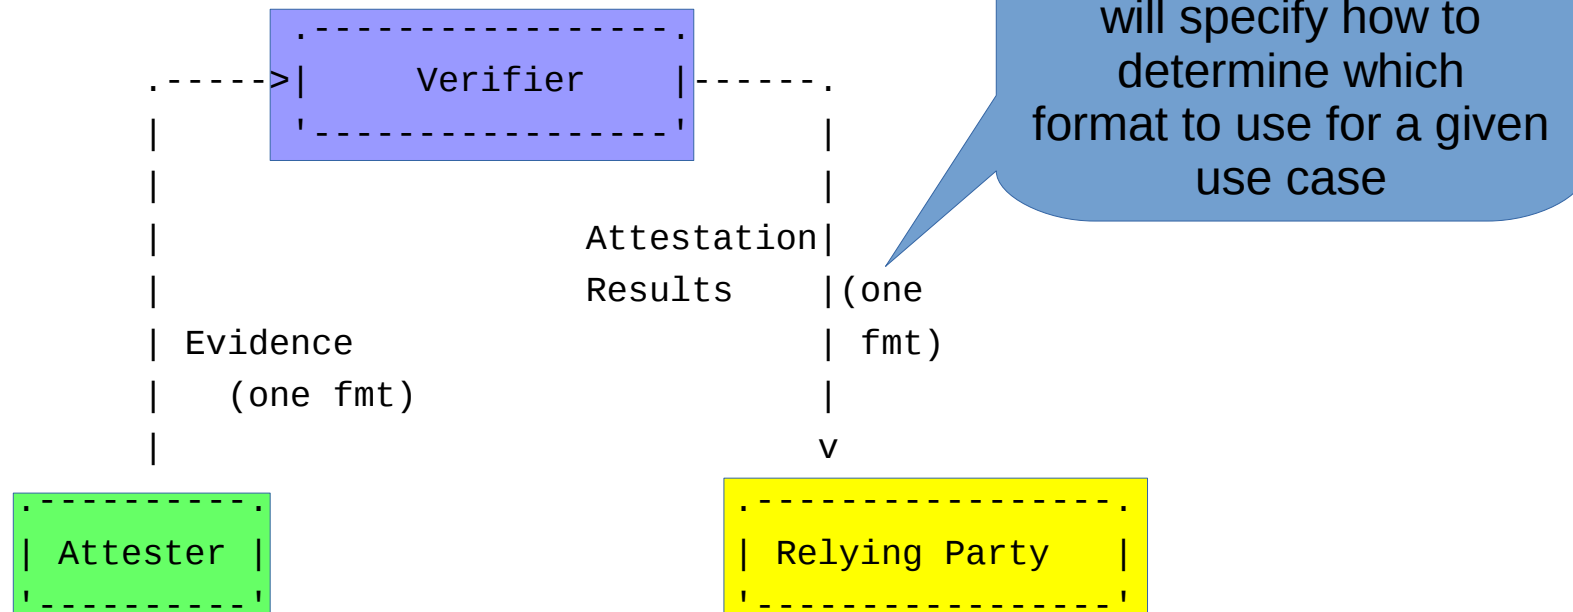 will specify how to
determine which
format to use for a given
use case
.-----------------.
.----->|     Verifier    |------.
|      '-----------------'      |
|                               |
|                    Attestation|
|                    Results    |(one
| Evidence                      | fmt)
|   (one fmt)                   |
|                               v
.----------.                .-----------------.
| Attester |                | Relying Party   |
'----------'                '-----------------'